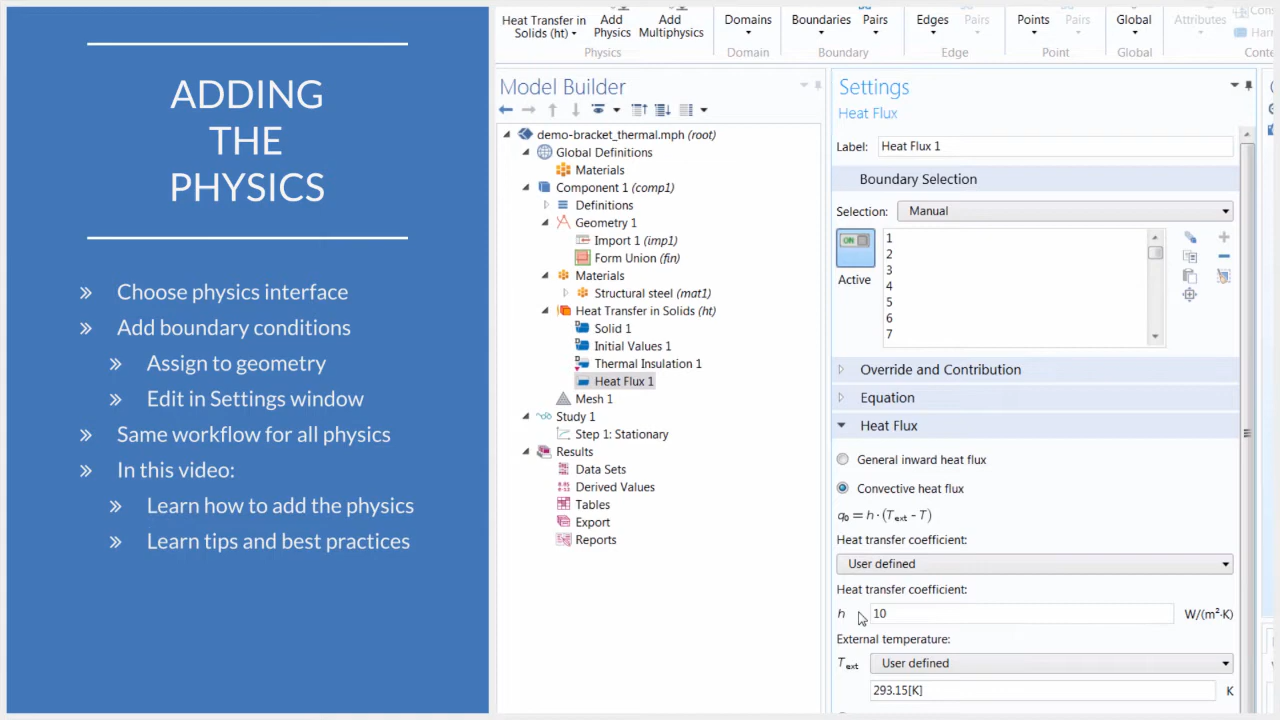 ADDING
THE
PHYSICS
Choose physics interface
Add boundary conditions
Assign to geometry
Edit in Settings window
Same workflow for all physics
In this video:
Learn how to add the physics
Learn tips and best practices
Heat Transfer in Solids (ht)
Add Physics
Add Multiphysics
Domains
Boundaries
Pairs
Edges
Pairs
Points
Pairs
Global
Attributes
Physics
Domain
Boundary
Edge
Point
Global
Model Builder
demo-bracket_thermal.mph (root)
Global Definitions
Materials
Component 1 (comp1)
Definitions
Geometry 1
Import 1 (imp1)
Form Union (fin)
Materials
Structural steel (mat1)
Heat Transfer in Solids (ht)
Solid 1
Initial Values 1
Thermal Insulation 1
Heat Flux 1
Mesh 1
Study 1
Step 1: Stationary
Results
Data Sets
Derived Values
Tables
Export
Reports
Settings
Heat Flux
Label: Heat Flux 1
Boundary Selection
Selection: Manual
ON
Active
1
2
3
4
5
6
7
Override and Contribution
Equation
Heat Flux
General inward heat flux
Convective heat flux
q₀ = h · (Text - T)
Heat transfer coefficient:
User defined
Heat transfer coefficient:
h 10 W/(m²·K)
External temperature:
Text User defined
293.15[K] K